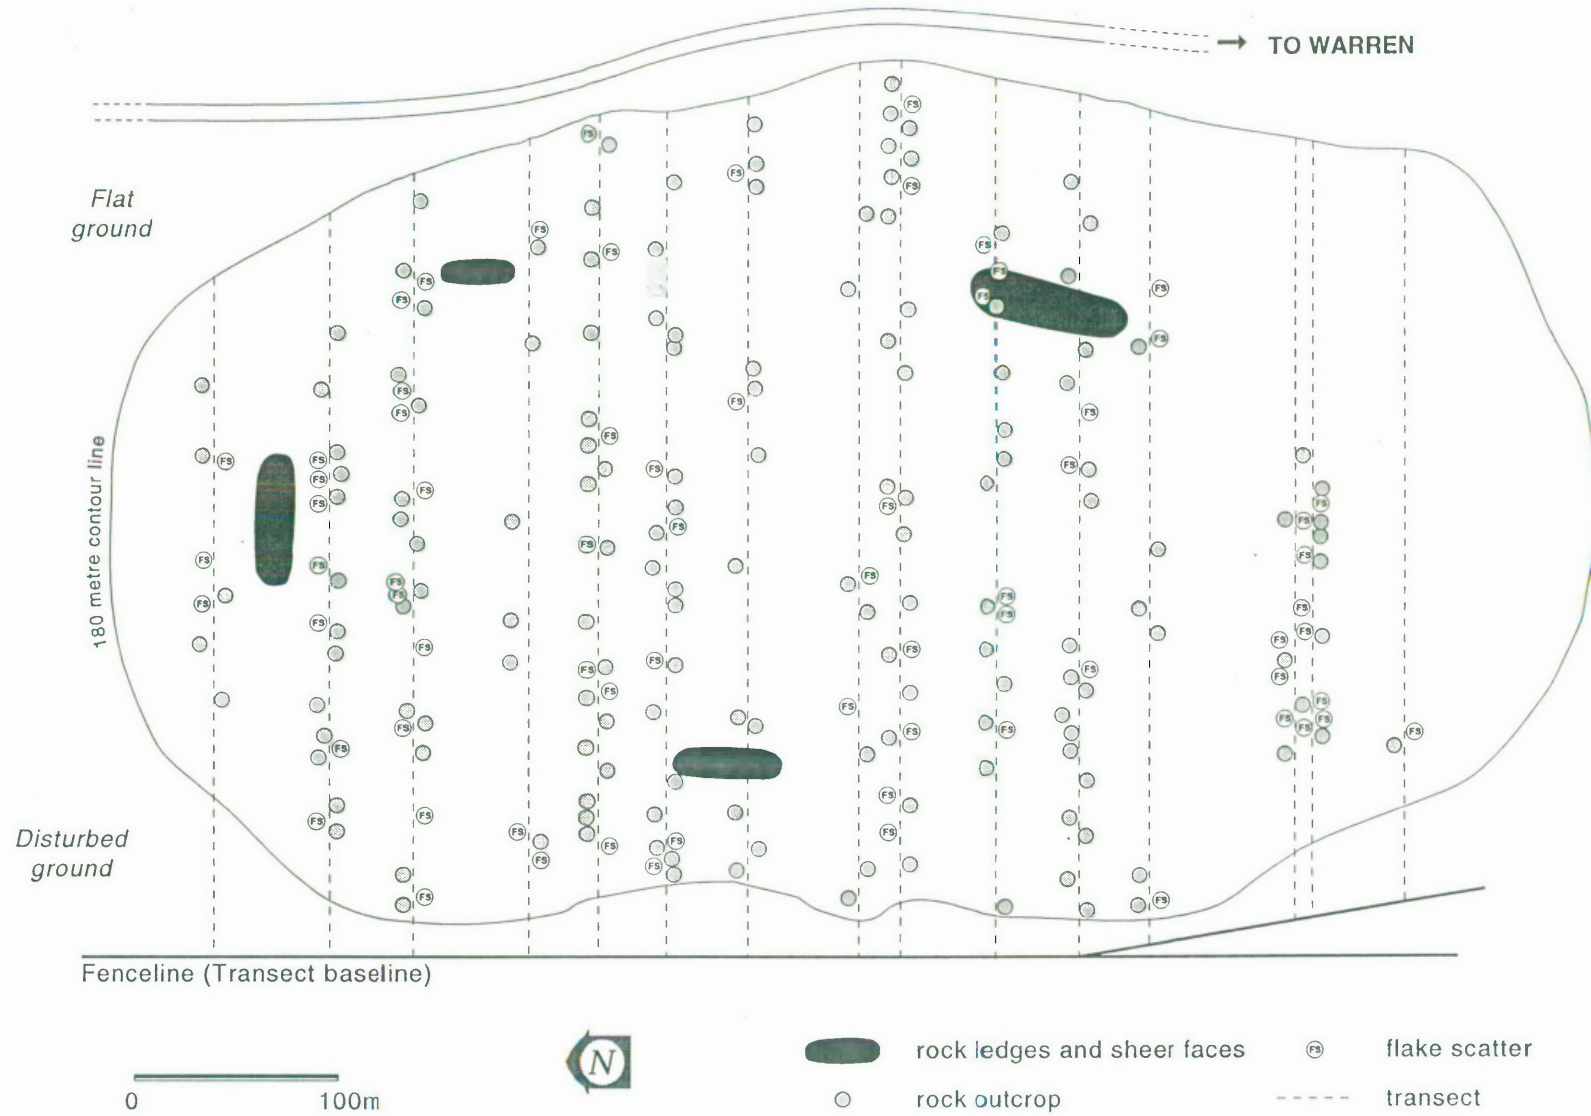 TO WARREN
Flat
ground
180 metre contour line
Disturbed
ground
Fenceline (Transect baseline)
N
0 100m
rock ledges and sheer faces
FS flake scatter
rock outcrop
transect